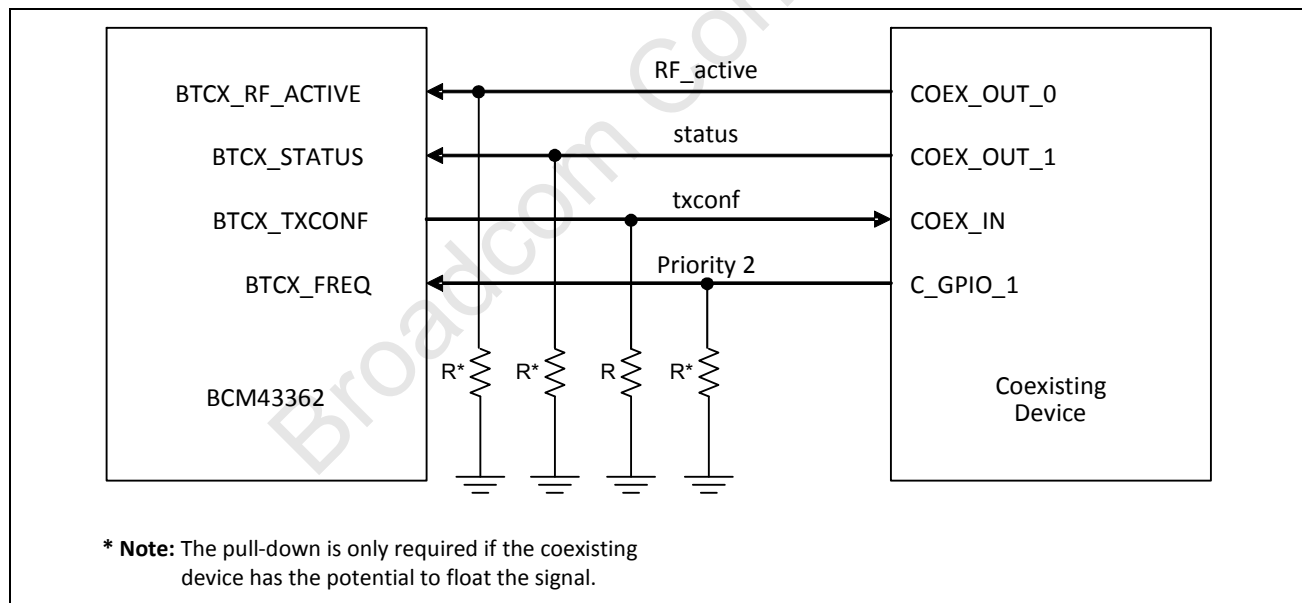 RF_active
BTCX_RF_ACTIVE
COEX_OUT_0
status
BTCX_STATUS
COEX_OUT_1
txconf
BTCX_TXCONF
COEX_IN
Priority 2
BTCX_FREQ
C_GPIO_1
R*
R*
R
R*
BCM43362
Coexisting
Device
* Note: The pull-down is only required if the coexisting
device has the potential to float the signal.
Broadcom Co